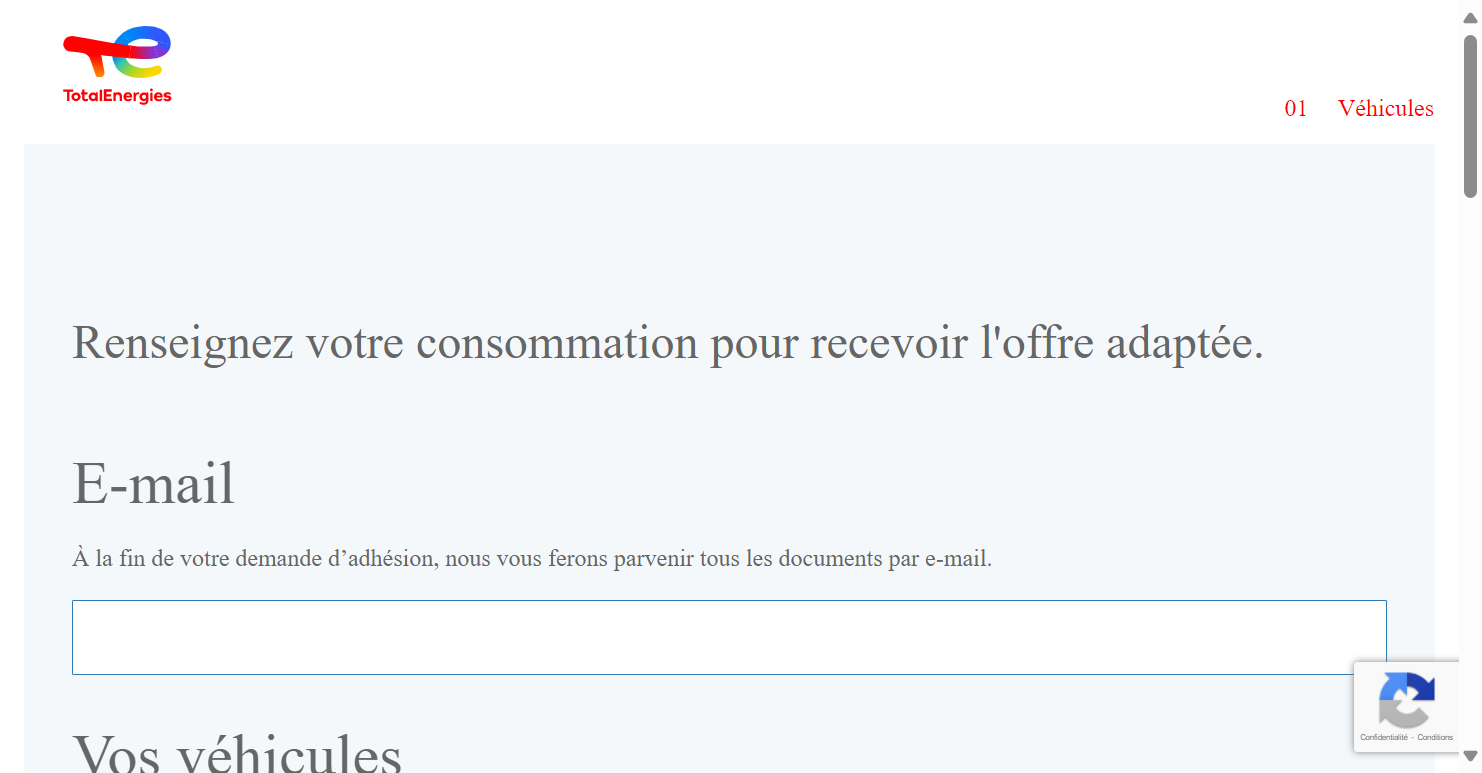 TotalEnergies
01 Véhicules
Renseignez votre consommation pour recevoir l'offre adaptée.
E-mail
À la fin de votre demande d’adhésion, nous vous ferons parvenir tous les documents par e-mail.
Confidentialité - Conditions
Vos véhicules